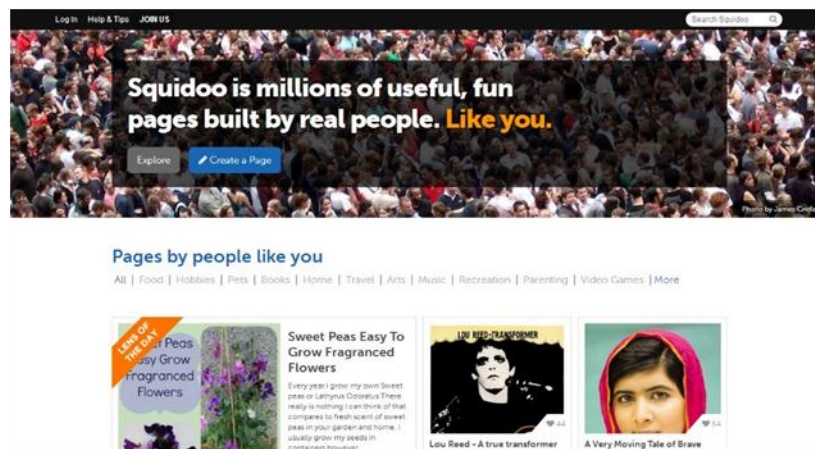 Log In Help & Tips JOIN US
Search Squidoo
Squidoo is millions of useful, fun
pages built by real people. Like you.
Explore
Create a Page
Photo by James Cridland
Pages by people like you
All | Food | Hobbies | Pets | Books | Home | Travel | Arts | Music | Recreation | Parenting | Video Games | More
LENS OF
THE DAY
Peas
Easy Grow
Fragranced
Flowers
Sweet Peas Easy To
Grow Fragranced
Flowers
Every year I grow my own Sweet
peas or Lathyrus Odoratus There
really is nothing I can think of that
compares to fresh scent of sweet
peas in your garden and home. I
usually grow my seeds in
containers however
LOU REED-TRANSFORMER
44
Lou Reed - A true transformer
54
A Very Moving Tale of Brave